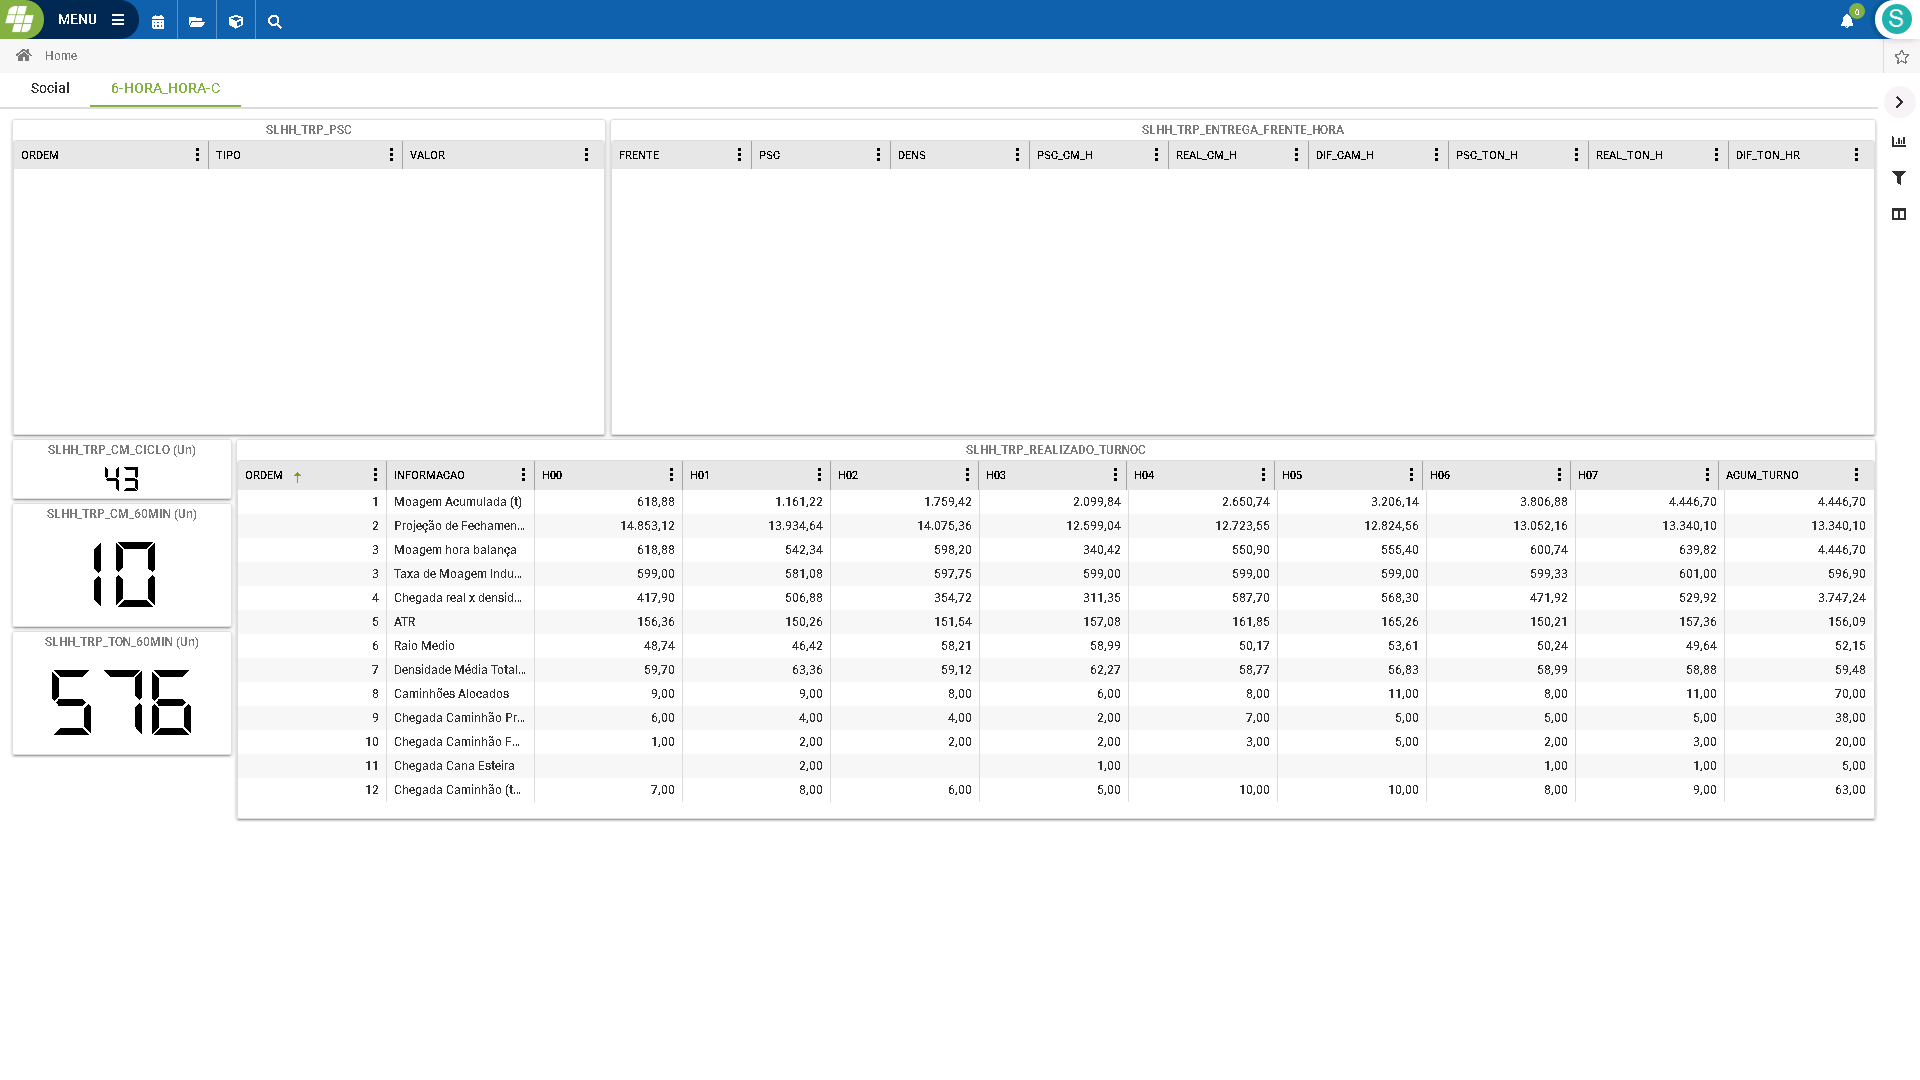 MENU
0
S
Home
Social 6-HORA_HORA-C
SLHH_TRP_PSC
ORDEM TIPO VALOR
SLHH_TRP_ENTREGA_FRENTE_HORA
FRENTE PSC DENS PSC_CM_H REAL_CM_H DIF_CAM_H PSC_TON_H REAL_TON_H DIF_TON_HR
SLHH_TRP_CM_CICLO (Un)
43
SLHH_TRP_CM_60MIN (Un)
10
SLHH_TRP_TON_60MIN (Un)
576
SLHH_TRP_REALIZADO_TURNOC
ORDEM INFORMACAO H00 H01 H02 H03 H04 H05 H06 H07 ACUM_TURNO
1 Moagem Acumulada (t) 618,88 1.161,22 1.759,42 2.099,84 2.650,74 3.206,14 3.806,88 4.446,70 4.446,70
2 Projeção de Fechamen... 14.853,12 13.934,64 14.075,36 12.599,04 12.723,55 12.824,56 13.052,16 13.340,10 13.340,10
3 Moagem hora balança 618,88 542,34 598,20 340,42 550,90 555,40 600,74 639,82 4.446,70
3 Taxa de Moagem Indu... 599,00 581,08 597,75 599,00 599,00 599,00 599,33 601,00 596,90
4 Chegada real x densid... 417,90 506,88 354,72 311,35 587,70 568,30 471,92 529,92 3.747,24
5 ATR 156,36 150,26 151,54 157,08 161,85 165,26 150,21 157,36 156,09
6 Raio Medio 48,74 46,42 58,21 58,99 50,17 53,61 50,24 49,64 52,15
7 Densidade Média Total... 59,70 63,36 59,12 62,27 58,77 56,83 58,99 58,88 59,48
8 Caminhões Alocados 9,00 9,00 8,00 6,00 8,00 11,00 8,00 11,00 70,00
9 Chegada Caminhão Pr... 6,00 4,00 4,00 2,00 7,00 5,00 5,00 5,00 38,00
10 Chegada Caminhão F... 1,00 2,00 2,00 2,00 3,00 5,00 2,00 3,00 20,00
11 Chegada Cana Esteira 2,00 1,00 1,00 1,00 5,00
12 Chegada Caminhão (t... 7,00 8,00 6,00 5,00 10,00 10,00 8,00 9,00 63,00